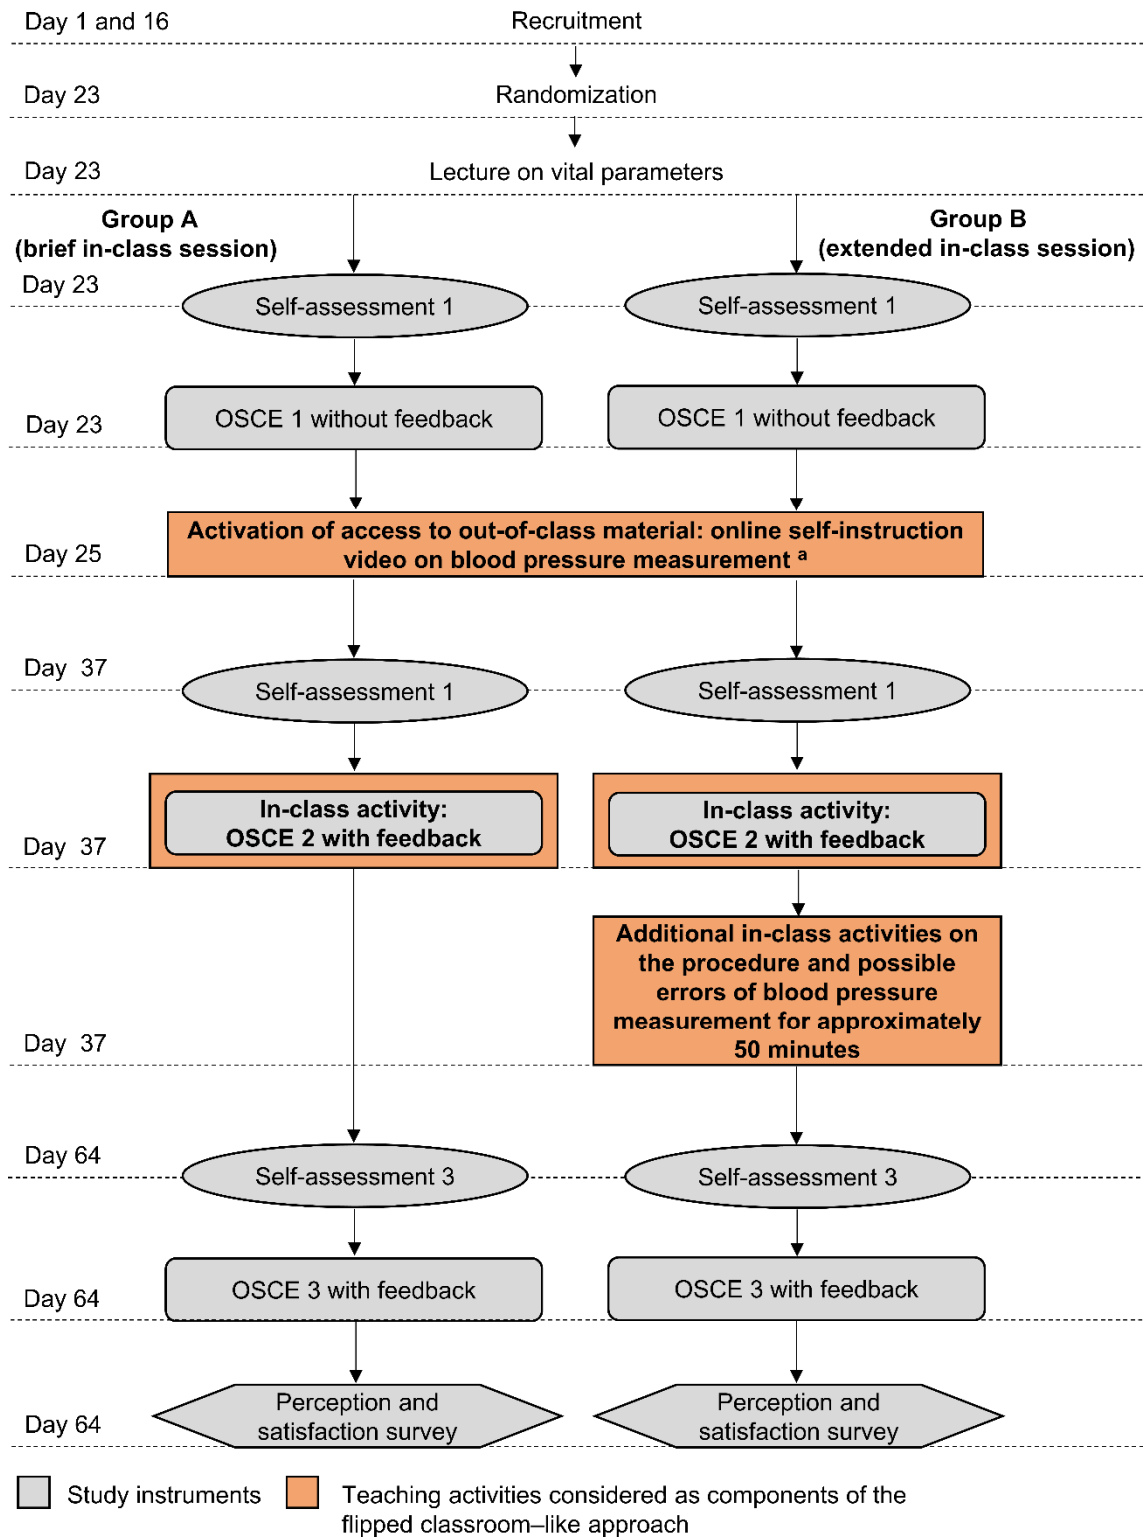 Day 1 and 16
Recruitment
Day 23
Randomization
Day 23
Lecture on vital parameters
Group A
(brief in-class session)
Group B
(extended in-class session)
Day 23
Self-assessment 1
Self-assessment 1
Day 23
OSCE 1 without feedback
OSCE 1 without feedback
Day 25
Activation of access to out-of-class material: online self-instruction
video on blood pressure measurement a
Day 37
Self-assessment 1
Self-assessment 1
Day 37
In-class activity:
OSCE 2 with feedback
In-class activity:
OSCE 2 with feedback
Day 37
Additional in-class activities on
the procedure and possible
errors of blood pressure
measurement for approximately
50 minutes
Day 64
Self-assessment 3
Self-assessment 3
Day 64
OSCE 3 with feedback
OSCE 3 with feedback
Day 64
Perception and
satisfaction survey
Perception and
satisfaction survey
Study instruments
Teaching activities considered as components of the
flipped classroom–like approach